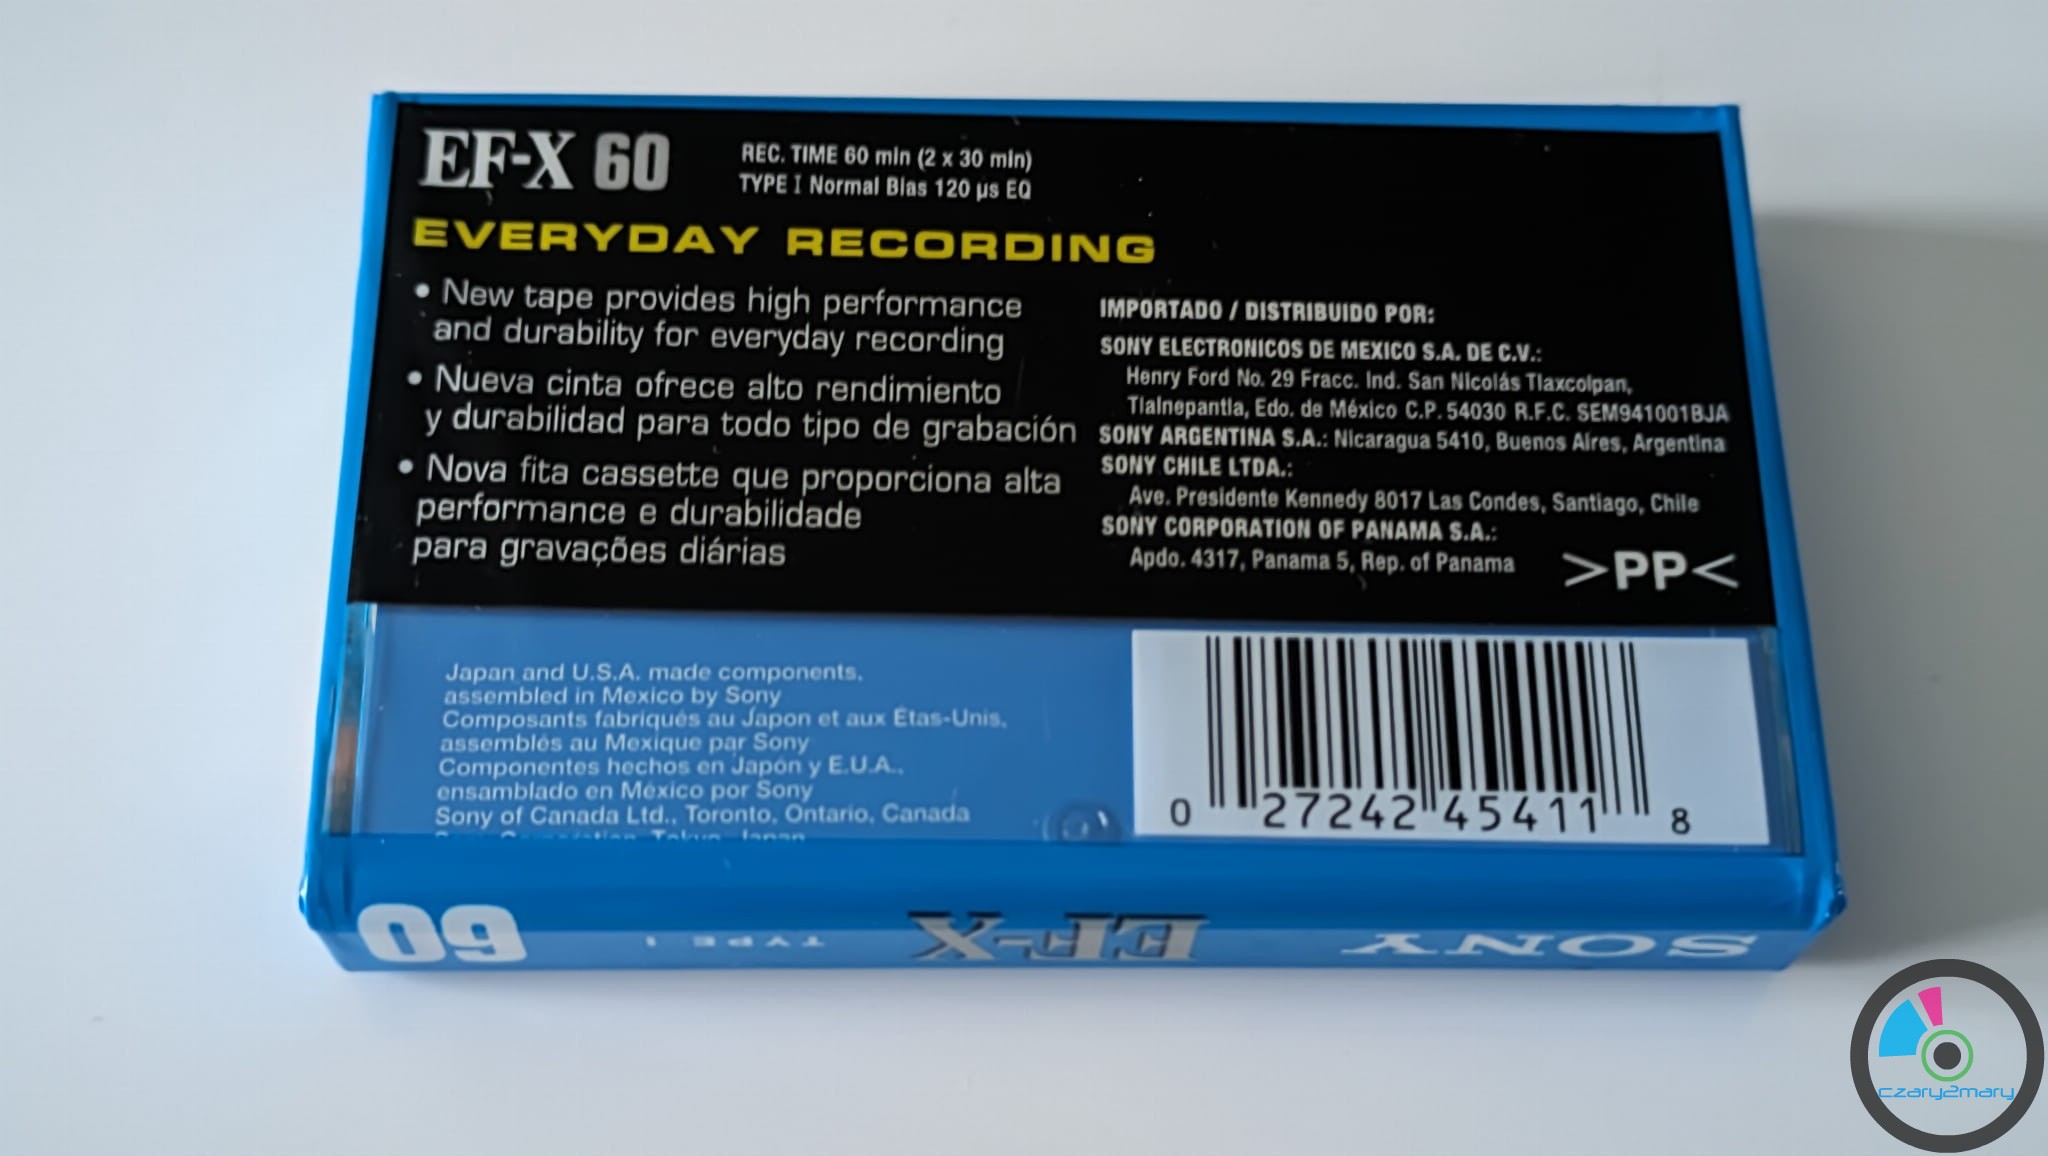 EF-X 60
REC. TIME 60 min (2 x 30 min)
TYPE I Normal Bias 120 µs EQ
EVERYDAY RECORDING
• New tape provides high performance
and durability for everyday recording
• Nueva cinta ofrece alto rendimiento
y durabilidad para todo tipo de grabación
• Nova fita cassette que proporciona alta
performance e durabilidade
para gravações diárias
IMPORTADO / DISTRIBUIDO POR:
SONY ELECTRONICOS DE MEXICO S.A. DE C.V.:
Henry Ford No. 29 Fracc. Ind. San Nicolás Tlaxcolpan,
Tlalnepantla, Edo. de México C.P. 54030 R.F.C. SEM941001BJA
SONY ARGENTINA S.A.: Nicaragua 5410, Buenos Aires, Argentina
SONY CHILE LTDA.:
Ave. Presidente Kennedy 8017 Las Condes, Santiago, Chile
SONY CORPORATION OF PANAMA S.A.:
Apdo. 4317, Panama 5, Rep. of Panama
>PP<
Japan and U.S.A. made components,
assembled in Mexico by Sony
Composants fabriqués au Japon et aux États-Unis,
assemblés au Mexique par Sony
Componentes hechos en Japón y E.U.A.,
ensamblado en México por Sony
Sony of Canada Ltd., Toronto, Ontario, Canada
Sony Corporation Tokyo, Japan
0 27242 45411 8
SONY EF-X TYPE I 60
czary2mary